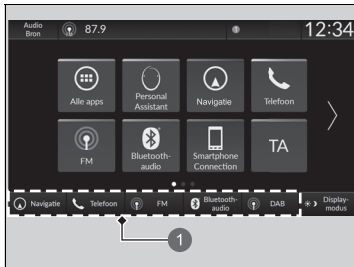 Audio
Bron
87.9
12:34
Alle apps
Personal
Assistant
Navigatie
Telefoon
FM
Bluetooth-
audio
Smartphone
Connection
TA
Navigatie
Telefoon
FM
Bluetooth-
audio
DAB
Display-
modus
1